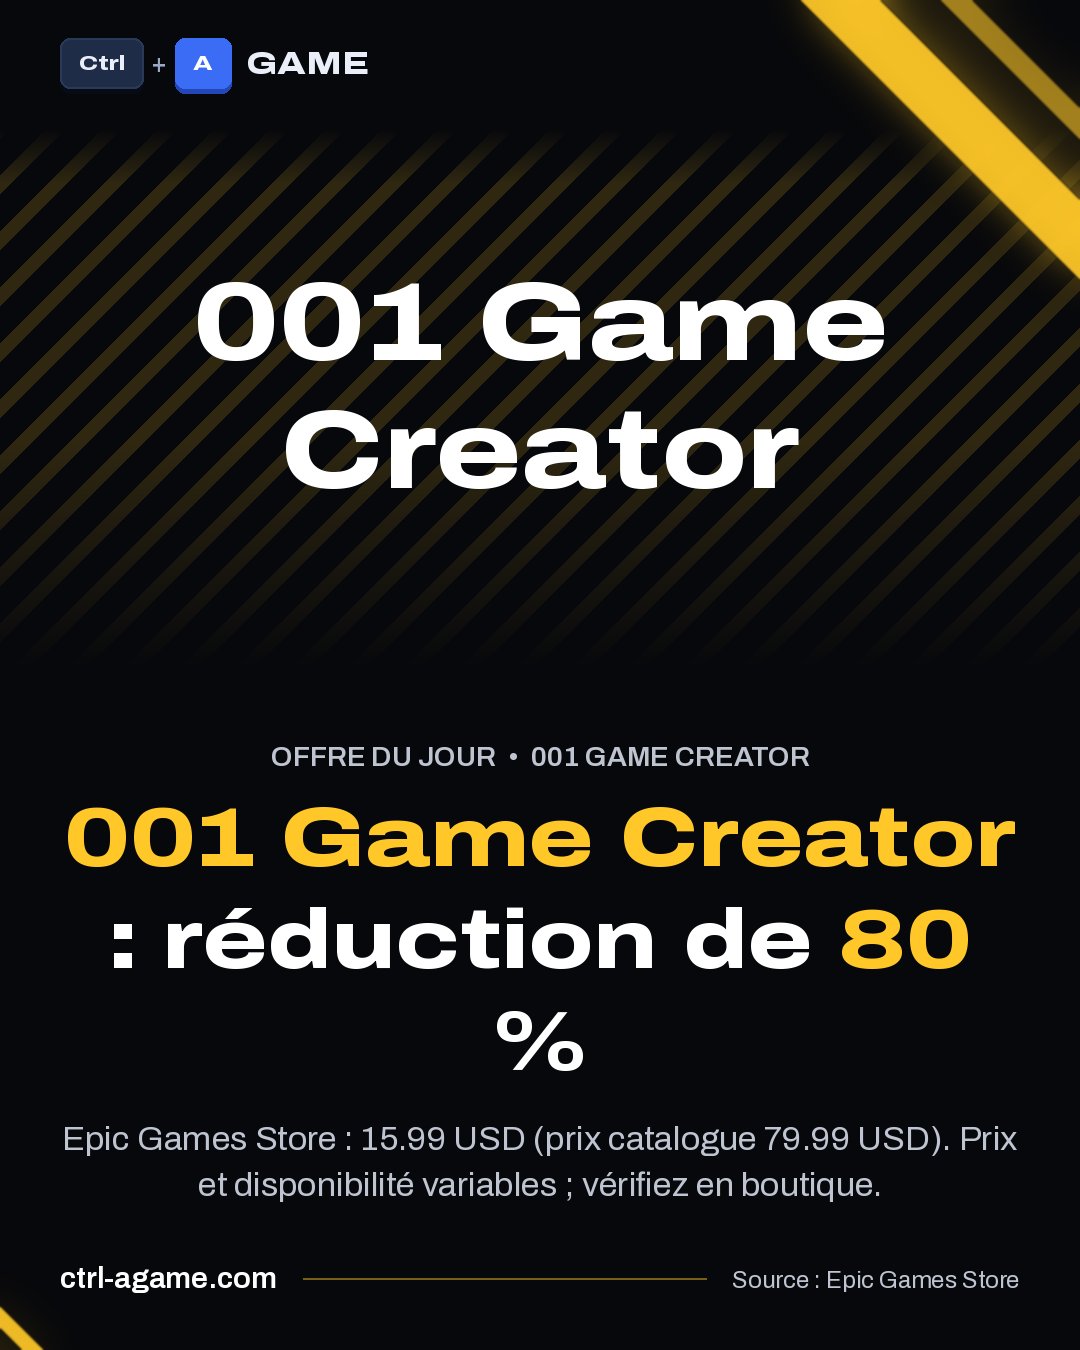 Ctrl + A GAME
001 Game
Creator
OFFRE DU JOUR • 001 GAME CREATOR
001 Game Creator
: réduction de 80
%
Epic Games Store : 15.99 USD (prix catalogue 79.99 USD). Prix
et disponibilité variables ; vérifiez en boutique.
ctrl-agame.com
Source : Epic Games Store